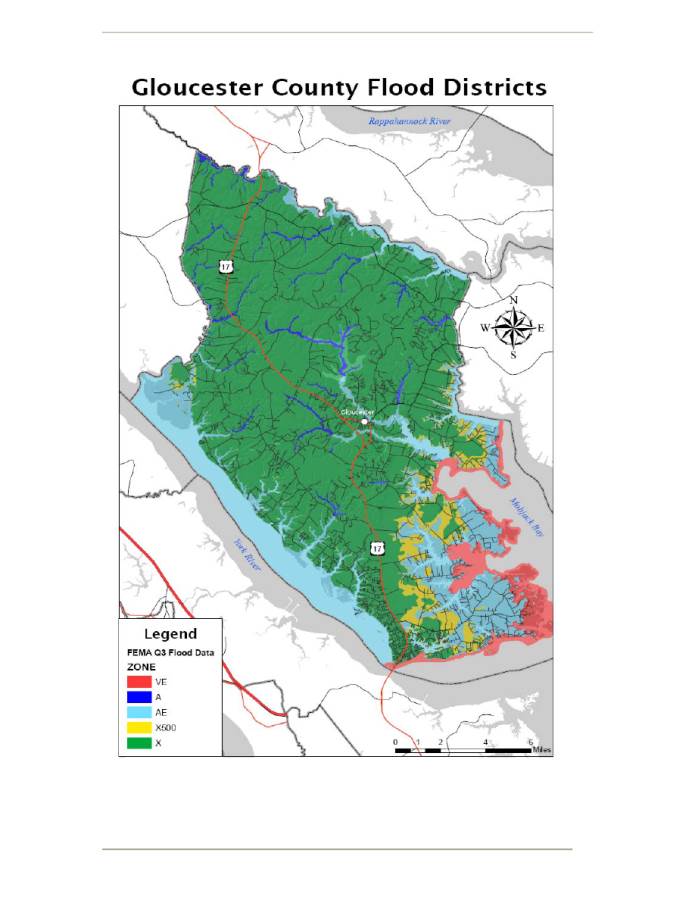 Gloucester County Flood Districts
Rappahannock River
17
N
W E
S
Gloucester
Mobjack Bay
York River
17
Legend
FEMA Q3 Flood Data
ZONE
VE
A
AE
X500
X
0 1 2 4 6
Miles